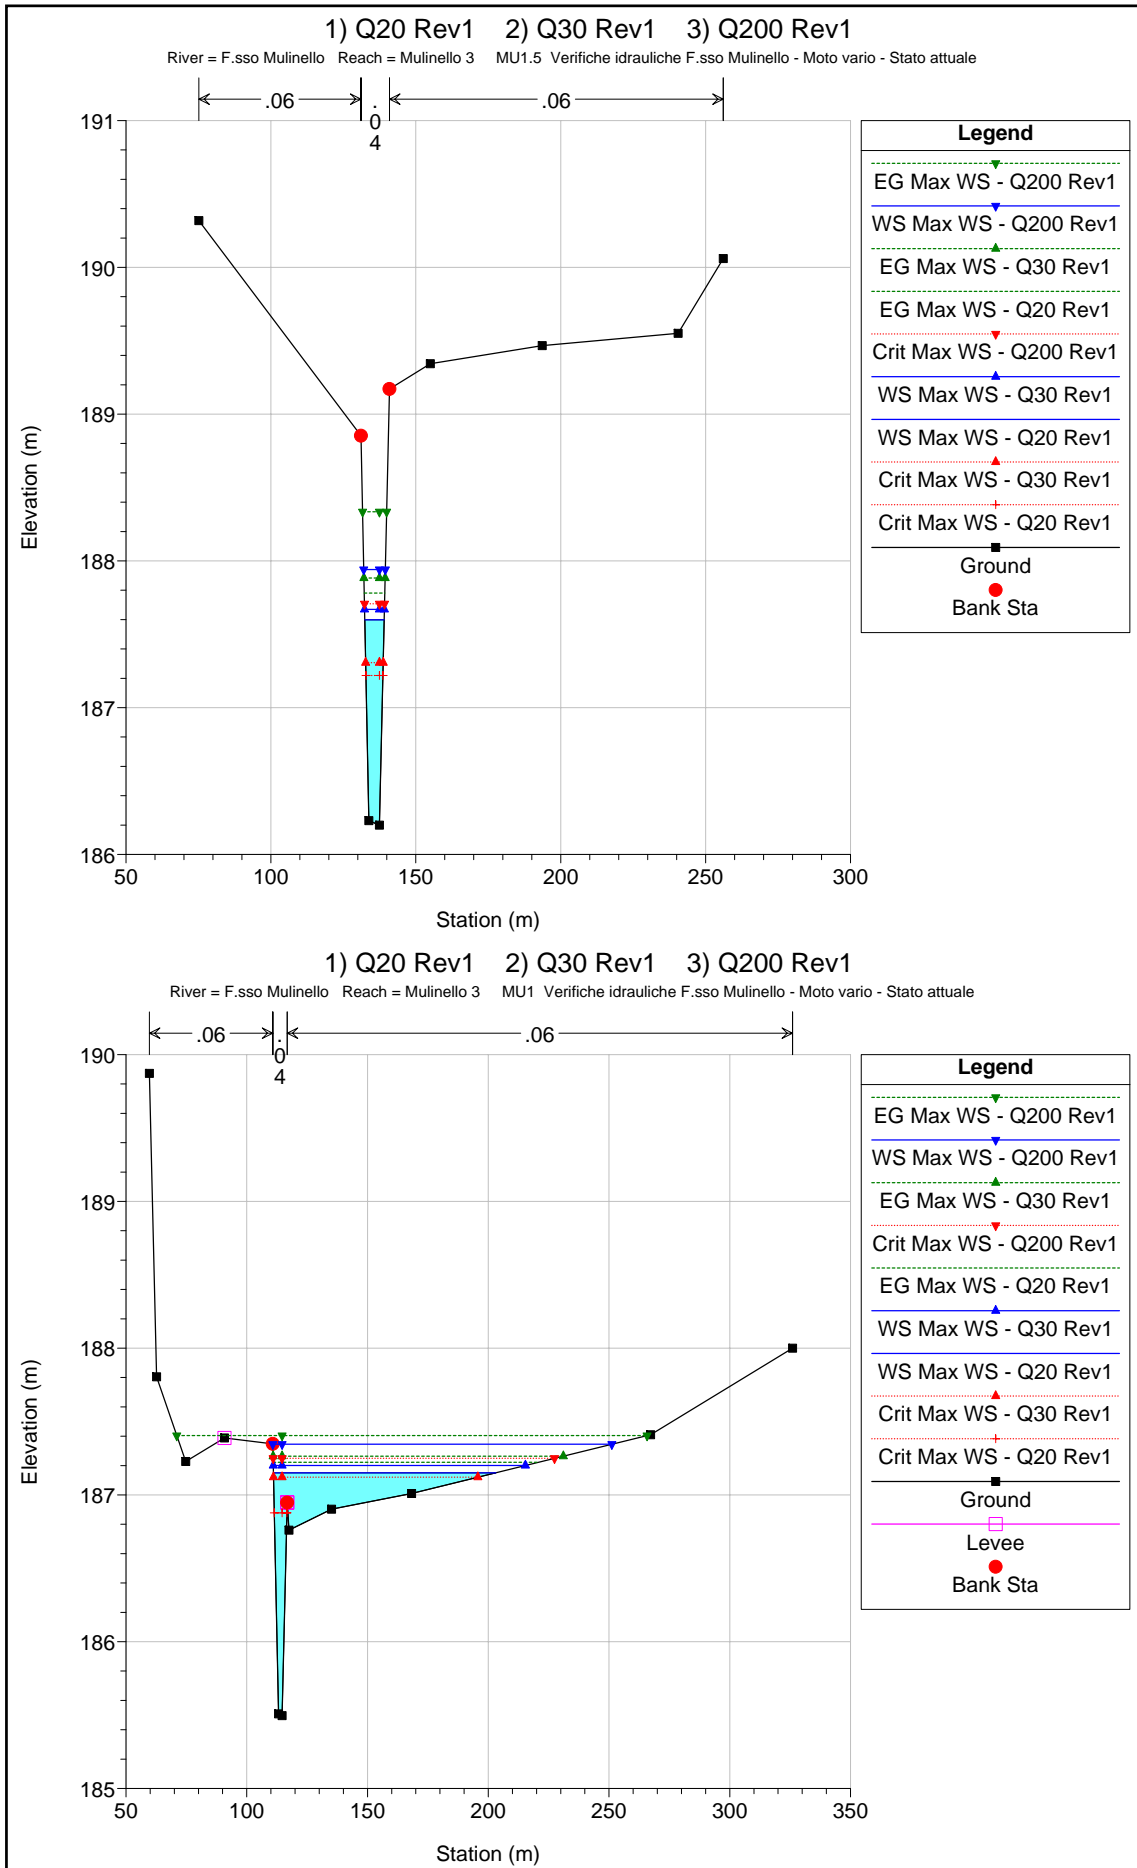 1) Q20 Rev1 2) Q30 Rev1 3) Q200 Rev1
River = F.sso Mulinello Reach = Mulinello 3 MU1.5 Verifiche idrauliche F.sso Mulinello - Moto vario - Stato attuale
.06
.04
.06
191
190
189
188
187
186
50
100
150
200
250
300
Elevation (m)
Station (m)
Legend
EG Max WS - Q200 Rev1
WS Max WS - Q200 Rev1
EG Max WS - Q30 Rev1
EG Max WS - Q20 Rev1
Crit Max WS - Q200 Rev1
WS Max WS - Q30 Rev1
WS Max WS - Q20 Rev1
Crit Max WS - Q30 Rev1
Crit Max WS - Q20 Rev1
Ground
Bank Sta
1) Q20 Rev1 2) Q30 Rev1 3) Q200 Rev1
River = F.sso Mulinello Reach = Mulinello 3 MU1 Verifiche idrauliche F.sso Mulinello - Moto vario - Stato attuale
.06
.04
.06
190
189
188
187
186
185
50
100
150
200
250
300
350
Elevation (m)
Station (m)
Legend
EG Max WS - Q200 Rev1
WS Max WS - Q200 Rev1
EG Max WS - Q30 Rev1
Crit Max WS - Q200 Rev1
EG Max WS - Q20 Rev1
WS Max WS - Q30 Rev1
WS Max WS - Q20 Rev1
Crit Max WS - Q30 Rev1
Crit Max WS - Q20 Rev1
Ground
Levee
Bank Sta